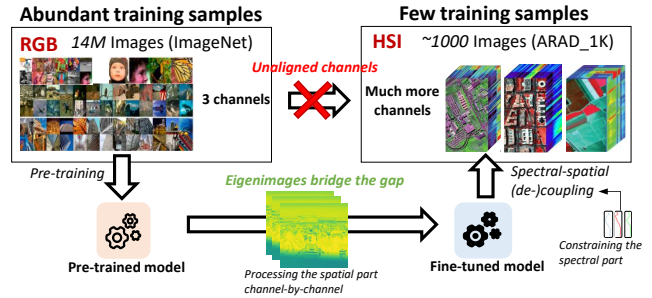 Abundant training samples
Few training samples
RGB 14M Images (ImageNet)
HSI ~1000 Images (ARAD_1K)
Unaligned channels
3 channels
Much more
channels
Pre-training
Eigenimages bridge the gap
Spectral-spatial
(de-)coupling
Pre-trained model
Processing the spatial part
channel-by-channel
Fine-tuned model
Constraining the
spectral part